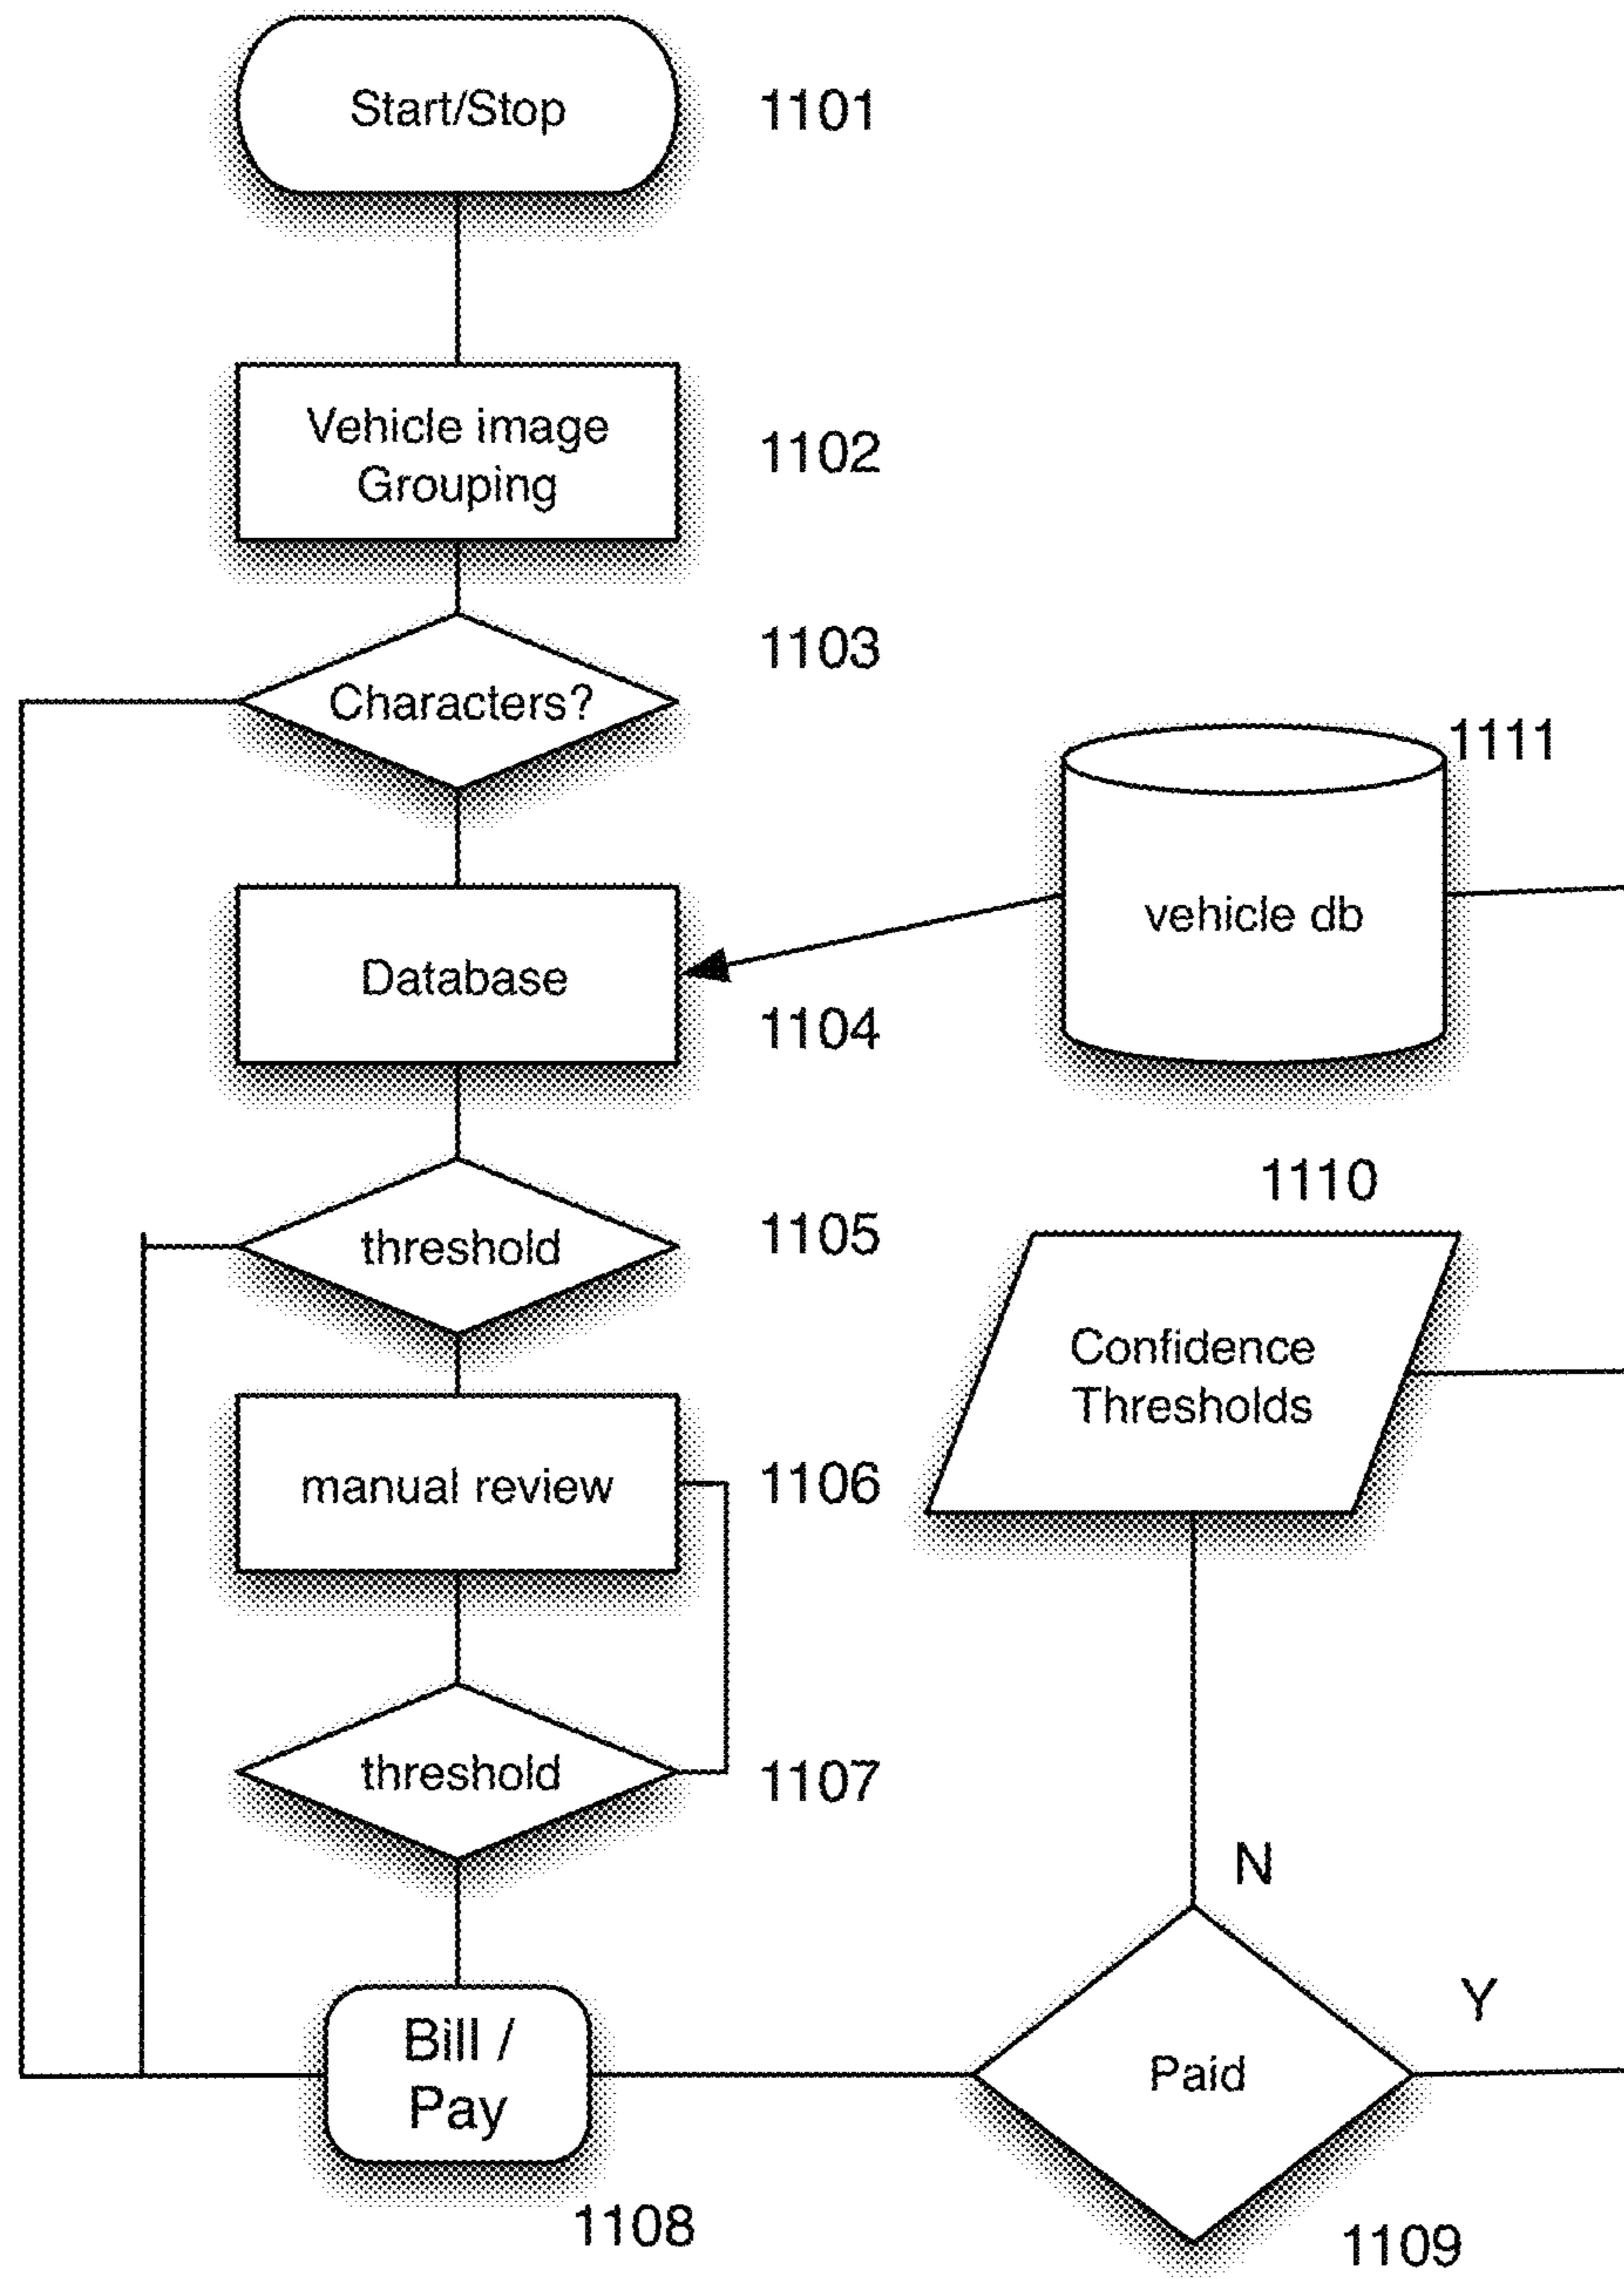 Start/Stop
1101
Vehicle image
Grouping
1102
Characters?
1103
Database
1104
vehicle db
1111
threshold
1105
Confidence
Thresholds
1110
manual review
1106
threshold
1107
Bill /
Pay
1108
Paid
N
Y
1109